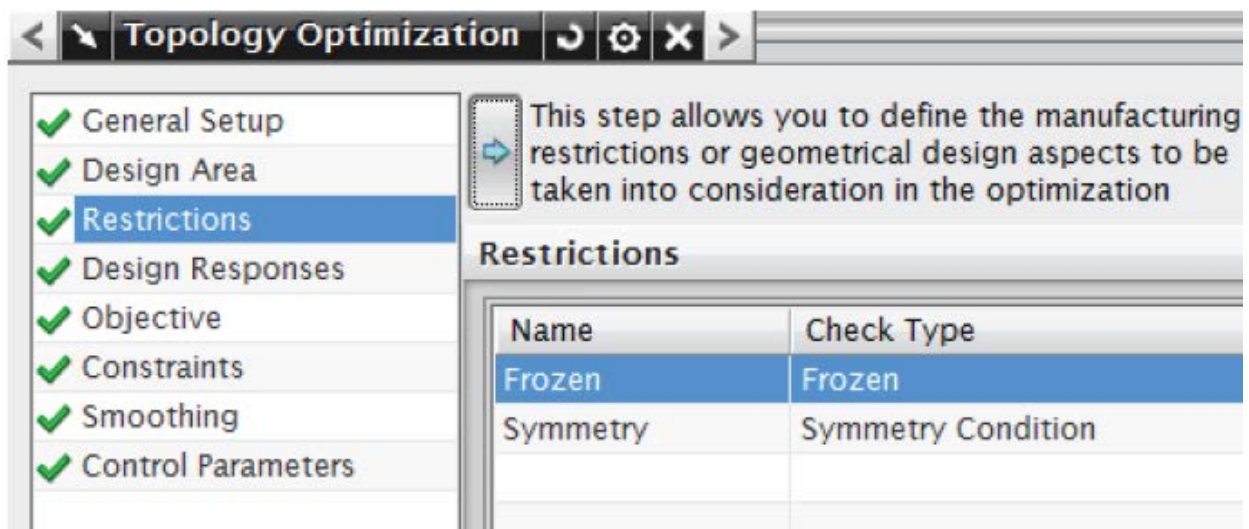 Topology Optimization
General Setup
Design Area
Restrictions
Design Responses
Objective
Constraints
Smoothing
Control Parameters
This step allows you to define the manufacturing
restrictions or geometrical design aspects to be
taken into consideration in the optimization
Restrictions
Name Check Type
Frozen Frozen
Symmetry Symmetry Condition